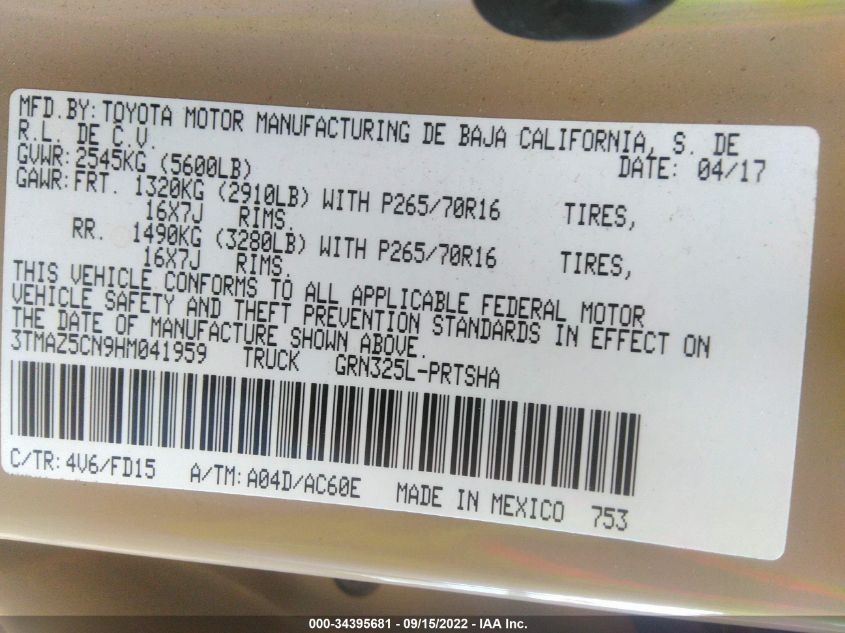 MFD.BY:TOYOTA MOTOR MANUFACTURING DE BAJA CALIFORNIA, S. DE
R.L. DE C.V.
DATE: 04/17
GVWR:2545KG (5600LB)
GAWR:FRT. 1320KG (2910LB) WITH P265/70R16 TIRES,
16X7J RIMS.
RR. 1490KG (3280LB) WITH P265/70R16 TIRES,
16X7J RIMS.
THIS VEHICLE CONFORMS TO ALL APPLICABLE FEDERAL MOTOR
VEHICLE SAFETY AND THEFT PREVENTION STANDARDS IN EFFECT ON
THE DATE OF MANUFACTURE SHOWN ABOVE.
3TMAZ5CN9HM041959 TRUCK GRN325L-PRTSHA
C/TR:4V6/FD15 A/TM:A04D/AC60E MADE IN MEXICO 753
000-34395681 - 09/15/2022 - IAA Inc.